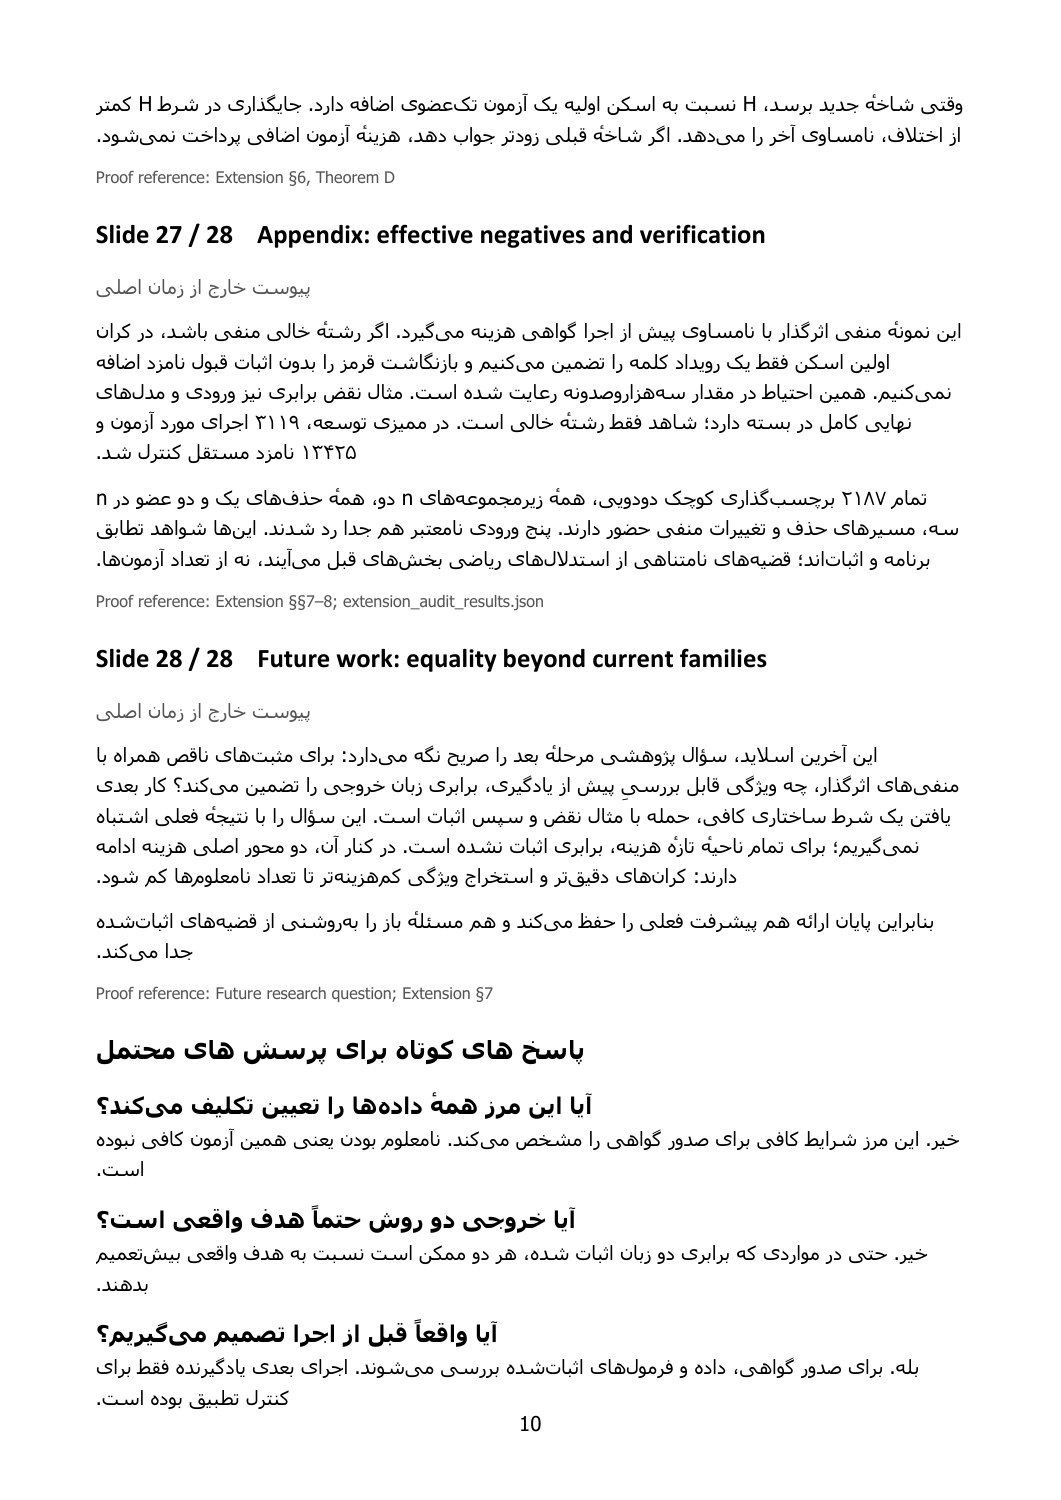 وقتی شاخهٔ جدید برسد، H نسبت به اسکن اولیه یک آزمون تک‌عضوی اضافه دارد. جایگذاری در شرط H کمتر
از اختلاف، نامساوی آخر را می‌دهد. اگر شاخهٔ قبلی زودتر جواب دهد، هزینهٔ آزمون اضافی پرداخت نمی‌شود.
Proof reference: Extension §6, Theorem D
Slide 27 / 28 Appendix: effective negatives and verification
پیوست خارج از زمان اصلی
این نمونهٔ منفی اثرگذار با نامساوی پیش از اجرا گواهی هزینه می‌گیرد. اگر رشتهٔ خالی منفی باشد، در کران
اولین اسکن فقط یک رویداد کلمه را تضمین می‌کنیم و بازنگاشت قرمز را بدون اثبات قبول نامزد اضافه
نمی‌کنیم. همین احتیاط در مقدار سه‌هزاروصدونه رعایت شده است. مثال نقض برابری نیز ورودی و مدل‌های
نهایی کامل در بسته دارد؛ شاهد فقط رشتهٔ خالی است. در ممیزی توسعه، ۳۱۱۹ اجرای مورد آزمون و
۱۳۴۲۵ نامزد مستقل کنترل شد.
تمام ۲۱۸۷ برچسب‌گذاری کوچک دودویی، همهٔ زیرمجموعه‌های n دو، همهٔ حذف‌های یک و دو عضو در n
سه، مسیرهای حذف و تغییرات منفی حضور دارند. پنج ورودی نامعتبر هم جدا رد شدند. این‌ها شواهد تطابق
برنامه و اثبات‌اند؛ قضیه‌های نامتناهی از استدلال‌های ریاضی بخش‌های قبل می‌آیند، نه از تعداد آزمون‌ها.
Proof reference: Extension §§7–8; extension_audit_results.json
Slide 28 / 28 Future work: equality beyond current families
پیوست خارج از زمان اصلی
این آخرین اسلاید، سؤال پژوهشی مرحلهٔ بعد را صریح نگه می‌دارد: برای مثبت‌های ناقص همراه با
منفی‌های اثرگذار، چه ویژگی قابل بررسیِ پیش از یادگیری، برابری زبان خروجی را تضمین می‌کند؟ کار بعدی
یافتن یک شرط ساختاری کافی، حمله با مثال نقض و سپس اثبات است. این سؤال را با نتیجهٔ فعلی اشتباه
نمی‌گیریم؛ برای تمام ناحیهٔ تازهٔ هزینه، برابری اثبات نشده است. در کنار آن، دو محور اصلی هزینه ادامه
دارند: کران‌های دقیق‌تر و استخراج ویژگی کم‌هزینه‌تر تا تعداد نامعلوم‌ها کم شود.
بنابراین پایان ارائه هم پیشرفت فعلی را حفظ می‌کند و هم مسئلهٔ باز را به‌روشنی از قضیه‌های اثبات‌شده
جدا می‌کند.
Proof reference: Future research question; Extension §7
پاسخ های کوتاه برای پرسش های محتمل
آیا این مرز همهٔ داده‌ها را تعیین تکلیف می‌کند؟
خیر. این مرز شرایط کافی برای صدور گواهی را مشخص می‌کند. نامعلوم بودن یعنی همین آزمون کافی نبوده
است.
آیا خروجی دو روش حتماً هدف واقعی است؟
خیر. حتی در مواردی که برابری دو زبان اثبات شده، هر دو ممکن است نسبت به هدف واقعی بیش‌تعمیم
بدهند.
آیا واقعاً قبل از اجرا تصمیم می‌گیریم؟
بله. برای صدور گواهی، داده و فرمول‌های اثبات‌شده بررسی می‌شوند. اجرای بعدی یادگیرنده فقط برای
کنترل تطبیق بوده است.
10